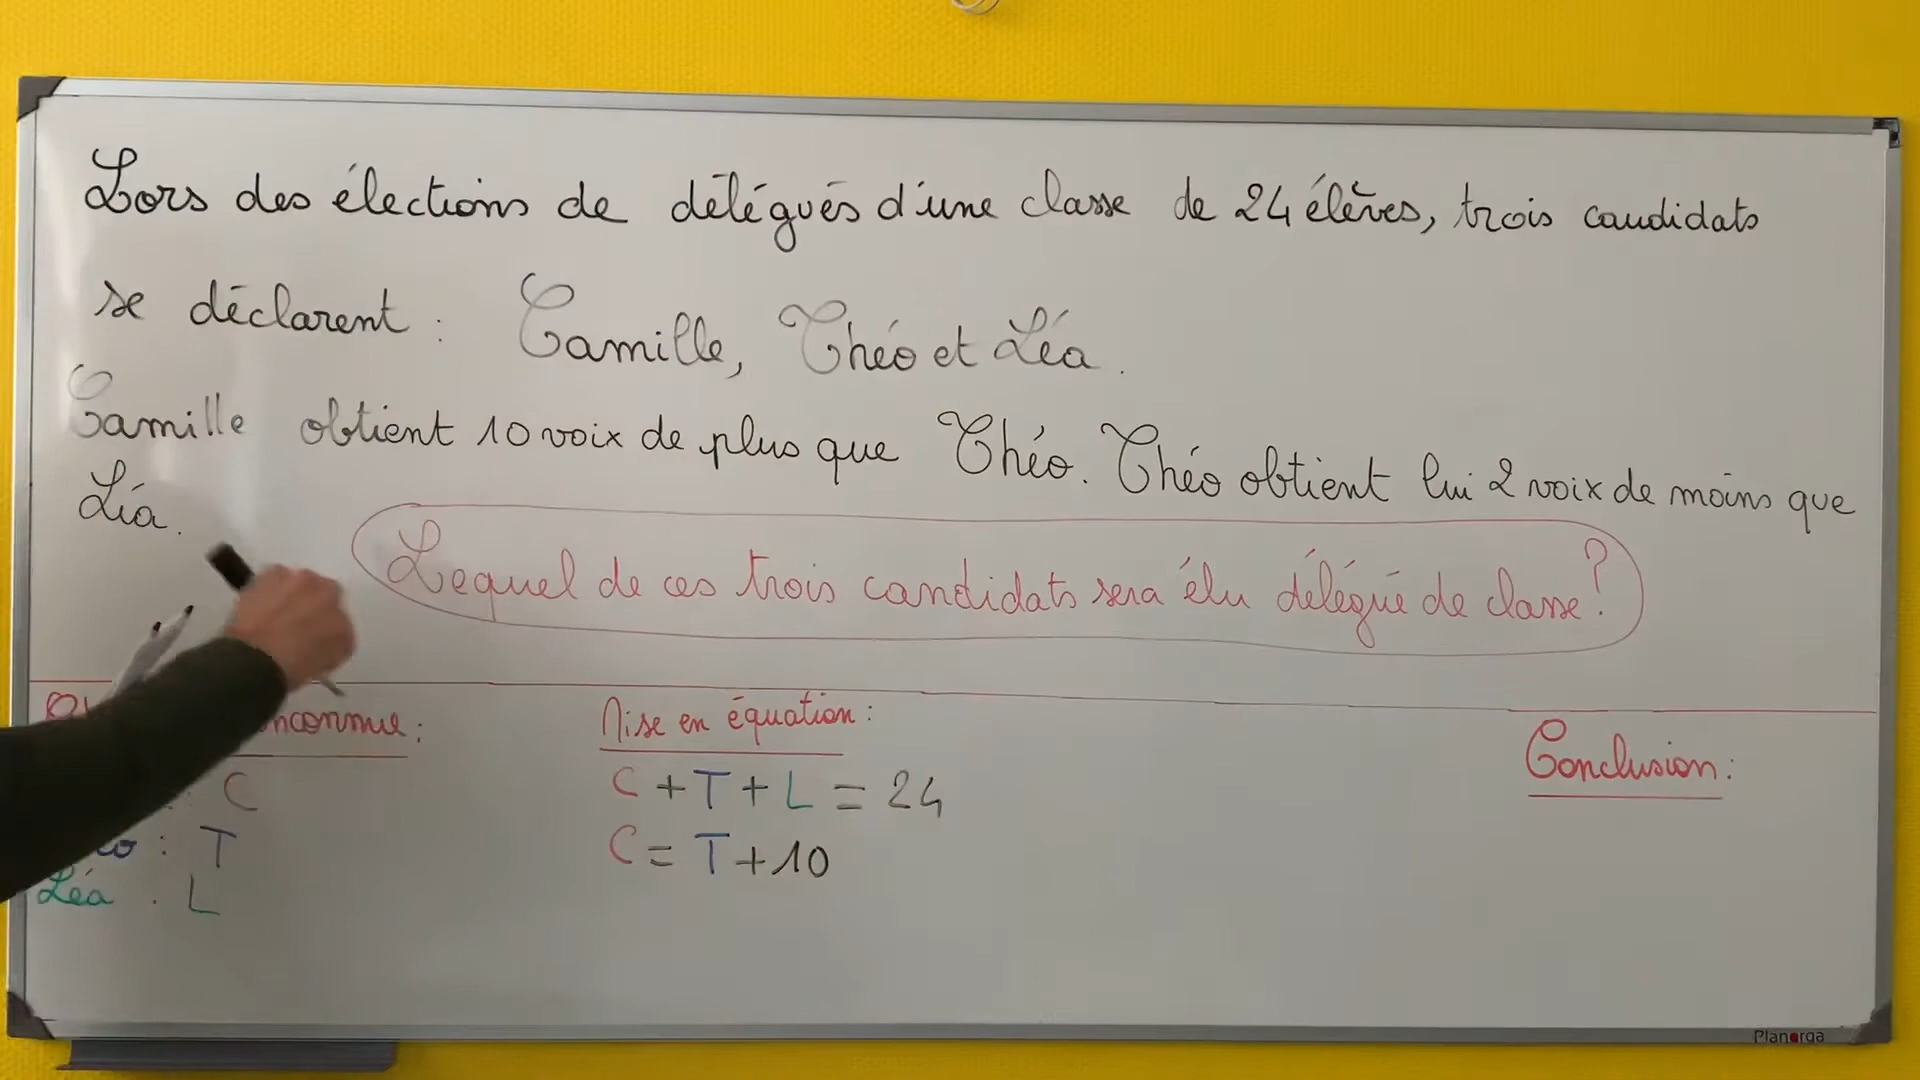 Lors des élections de délégués d'une classe de 24 élèves, trois candidats
se déclarent : Camille, Théo et Léa.
Camille obtient 10 voix de plus que Théo. Théo obtient lui 2 voix de moins que
Léa.
Lequel de ces trois candidats sera élu délégué de classe?
inconnue :
Mise en équation :
Conclusion :
C
C + T + L = 24
: T
C = T + 10
Léa : L
Planorga